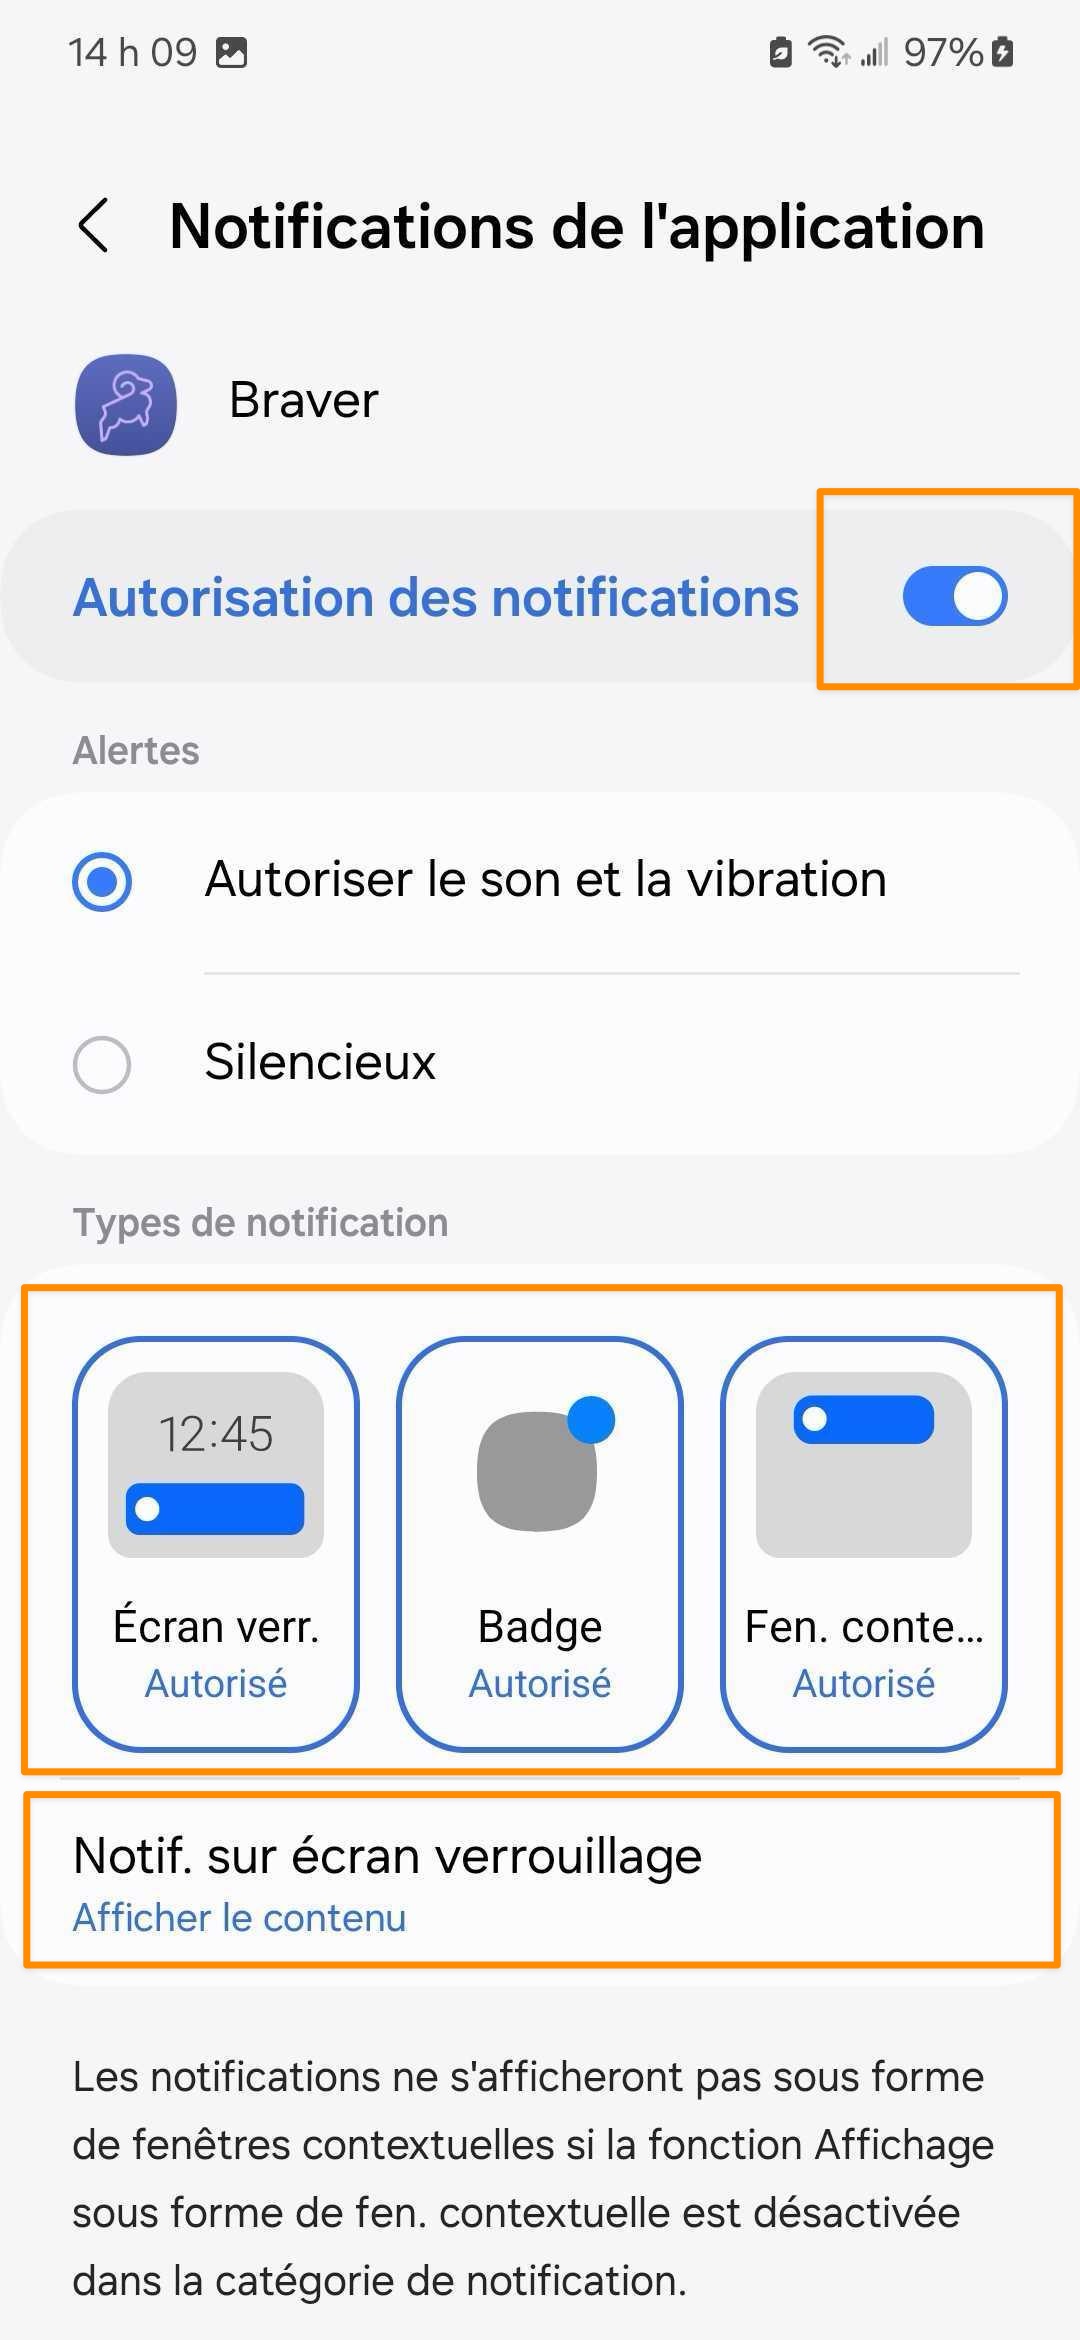 14 h 09
97%
Notifications de l'application
Braver
Autorisation des notifications
Alertes
Autoriser le son et la vibration
Silencieux
Types de notification
12:45
Écran verr.
Autorisé
Badge
Autorisé
Fen. conte...
Autorisé
Notif. sur écran verrouillage
Afficher le contenu
Les notifications ne s'afficheront pas sous forme
de fenêtres contextuelles si la fonction Affichage
sous forme de fen. contextuelle est désactivée
dans la catégorie de notification.